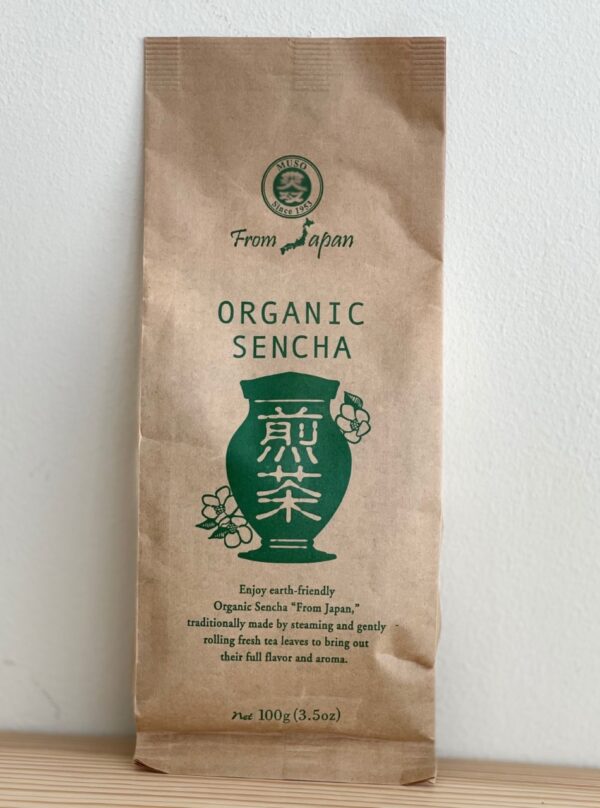 MUSO
Since 1953
From Japan
ORGANIC
SENCHA
煎茶
Enjoy earth-friendly
Organic Sencha “From Japan,”
traditionally made by steaming and gently
rolling fresh tea leaves to bring out
their full flavor and aroma.
Net 100g (3.5oz)